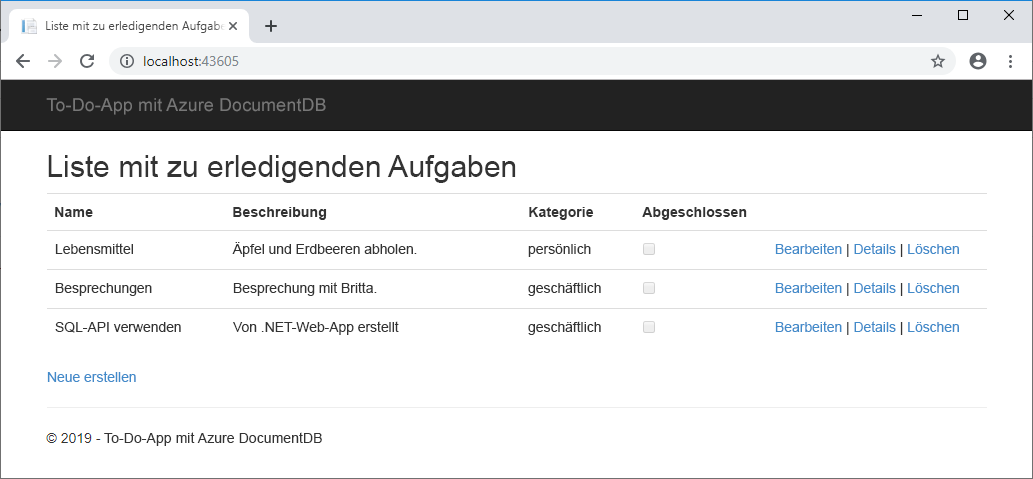 Liste mit zu erledigenden Aufgabe
localhost:43605
To-Do-App mit Azure DocumentDB
Liste mit zu erledigenden Aufgaben
Name Beschreibung Kategorie Abgeschlossen
Lebensmittel Äpfel und Erdbeeren abholen. persönlich Bearbeiten | Details | Löschen
Besprechungen Besprechung mit Britta. geschäftlich Bearbeiten | Details | Löschen
SQL-API verwenden Von .NET-Web-App erstellt geschäftlich Bearbeiten | Details | Löschen
Neue erstellen
© 2019 - To-Do-App mit Azure DocumentDB